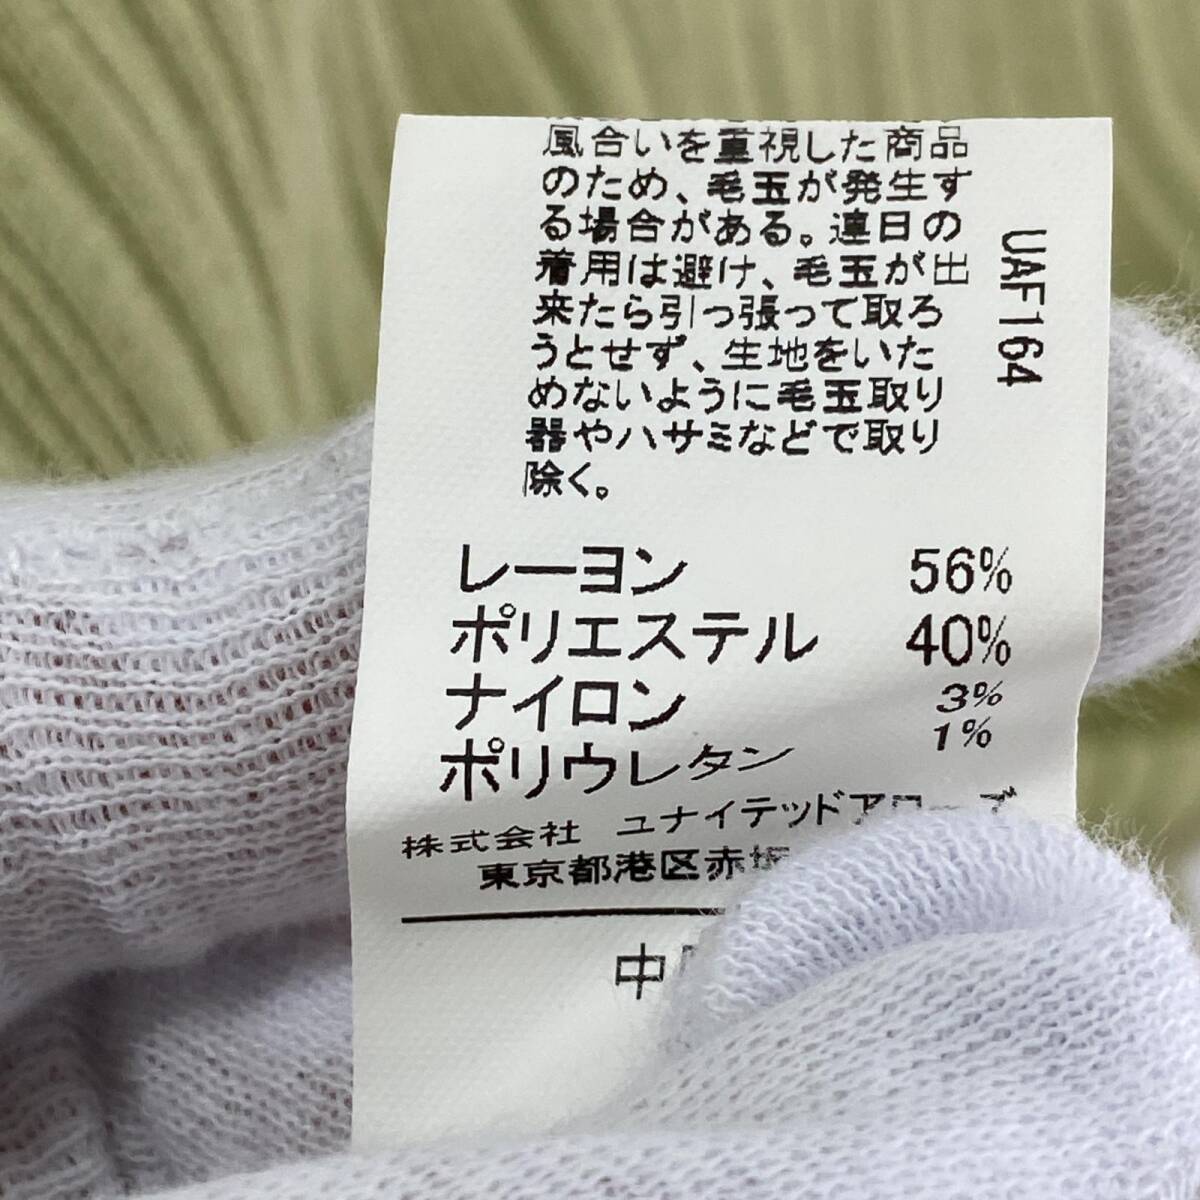 風合いを重視した商品
のため、毛玉が発生す
る場合がある。連日の
着用は避け、毛玉が出
来たら引っ張って取ろ
うとせず、生地をいた
めないように毛玉取り
器やハサミなどで取り
除く。
UAF164
レーヨン 56%
ポリエステル 40%
ナイロン 3%
ポリウレタン 1%
株式会社 ユナイテッドアローズ
東京都港区赤坂
中